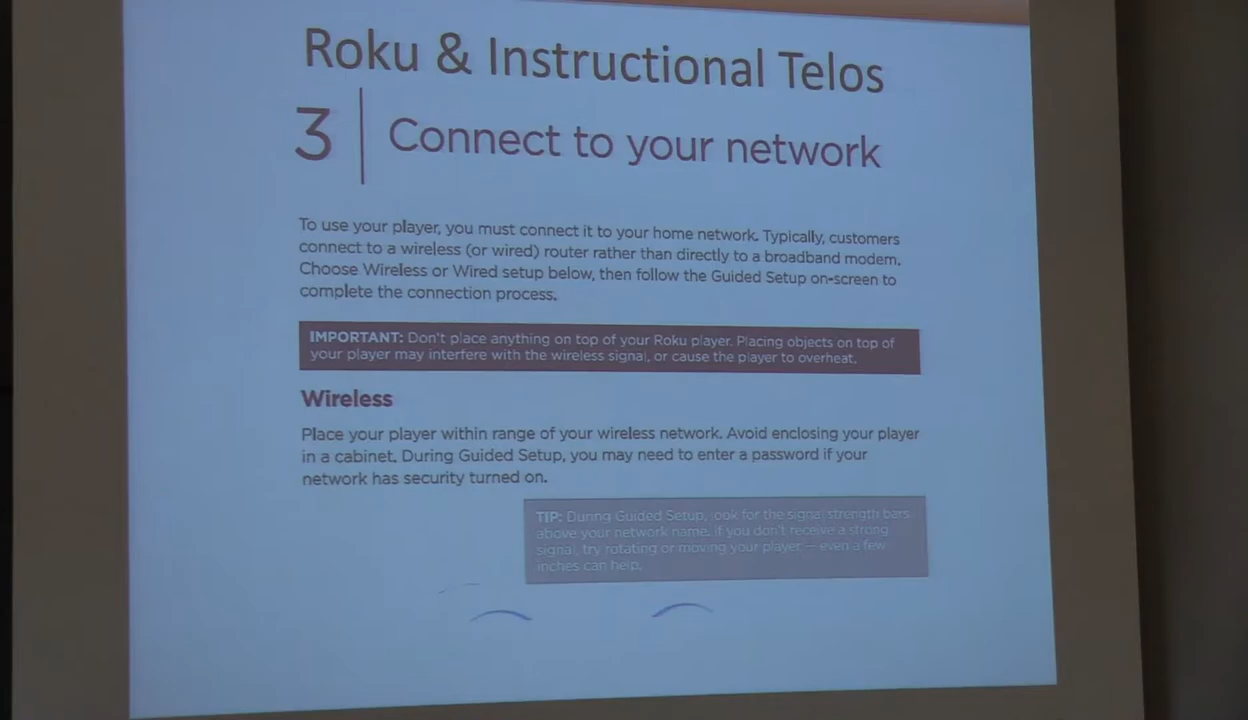 Roku & Instructional Telos
3
Connect to your network
To use your player, you must connect it to your home network. Typically, customers
connect to a wireless (or wired) router rather than directly to a broadband modem.
Choose Wireless or Wired setup below, then follow the Guided Setup on-screen to
complete the connection process.
IMPORTANT: Don't place anything on top of your Roku player. Placing objects on top of
your player may interfere with the wireless signal, or cause the player to overheat.
Wireless
Place your player within range of your wireless network. Avoid enclosing your player
in a cabinet. During Guided Setup, you may need to enter a password if your
network has security turned on.
TIP: During Guided Setup, look for the signal strength bars
above your network name. If you don't receive a strong
signal, try rotating or moving your player — even a few
inches can help.